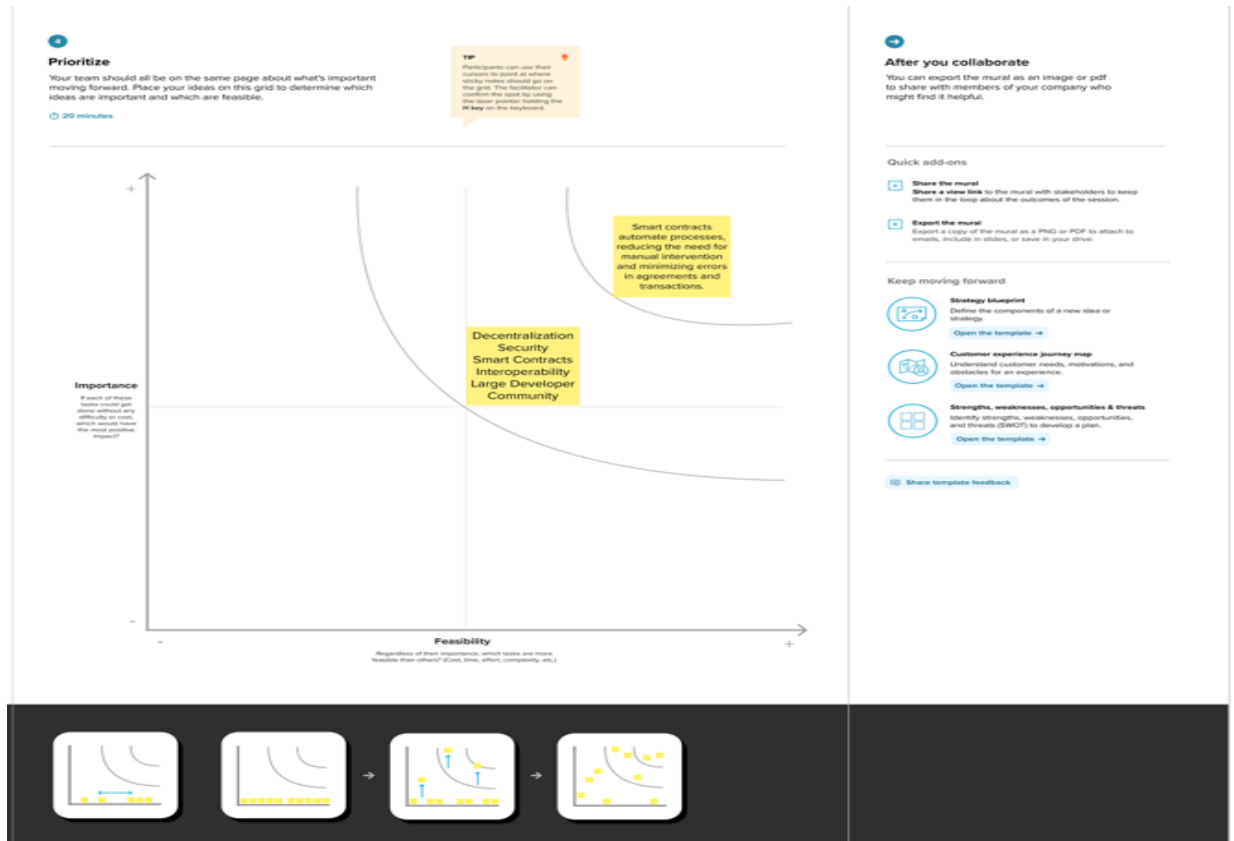 4
Prioritize
Your team should all be on the same page about what's important
moving forward. Place your ideas on this grid to determine which
ideas are important and which are feasible.
20 minutes
TIP
Participants can use their
cursors to point at where
sticky notes should go on
the grid. The facilitator can
confirm the spot by using
the laser pointer holding the
H key on the keyboard.
+
Smart contracts
automate processes,
reducing the need for
manual intervention
and minimizing errors
in agreements and
transactions.
Decentralization
Security
Smart Contracts
Interoperability
Large Developer
Community
Importance
If each of these
tasks could get
done without any
difficulty or cost,
which would have
the most positive
impact?
-
-
Feasibility
+
Regardless of their importance, which tasks are more
feasible than others? (Cost, time, effort, complexity, etc.)
After you collaborate
You can export the mural as an image or pdf
to share with members of your company who
might find it helpful.
Quick add-ons
Share the mural
Share a view link to the mural with stakeholders to keep
them in the loop about the outcomes of the session.
Export the mural
Export a copy of the mural as a PNG or PDF to attach to
emails, include in slides, or save in your drive.
Keep moving forward
Strategy blueprint
Define the components of a new idea or
strategy.
Open the template →
Customer experience journey map
Understand customer needs, motivations, and
obstacles for an experience.
Open the template →
Strengths, weaknesses, opportunities & threats
Identify strengths, weaknesses, opportunities,
and threats (SWOT) to develop a plan.
Open the template →
Share template feedback